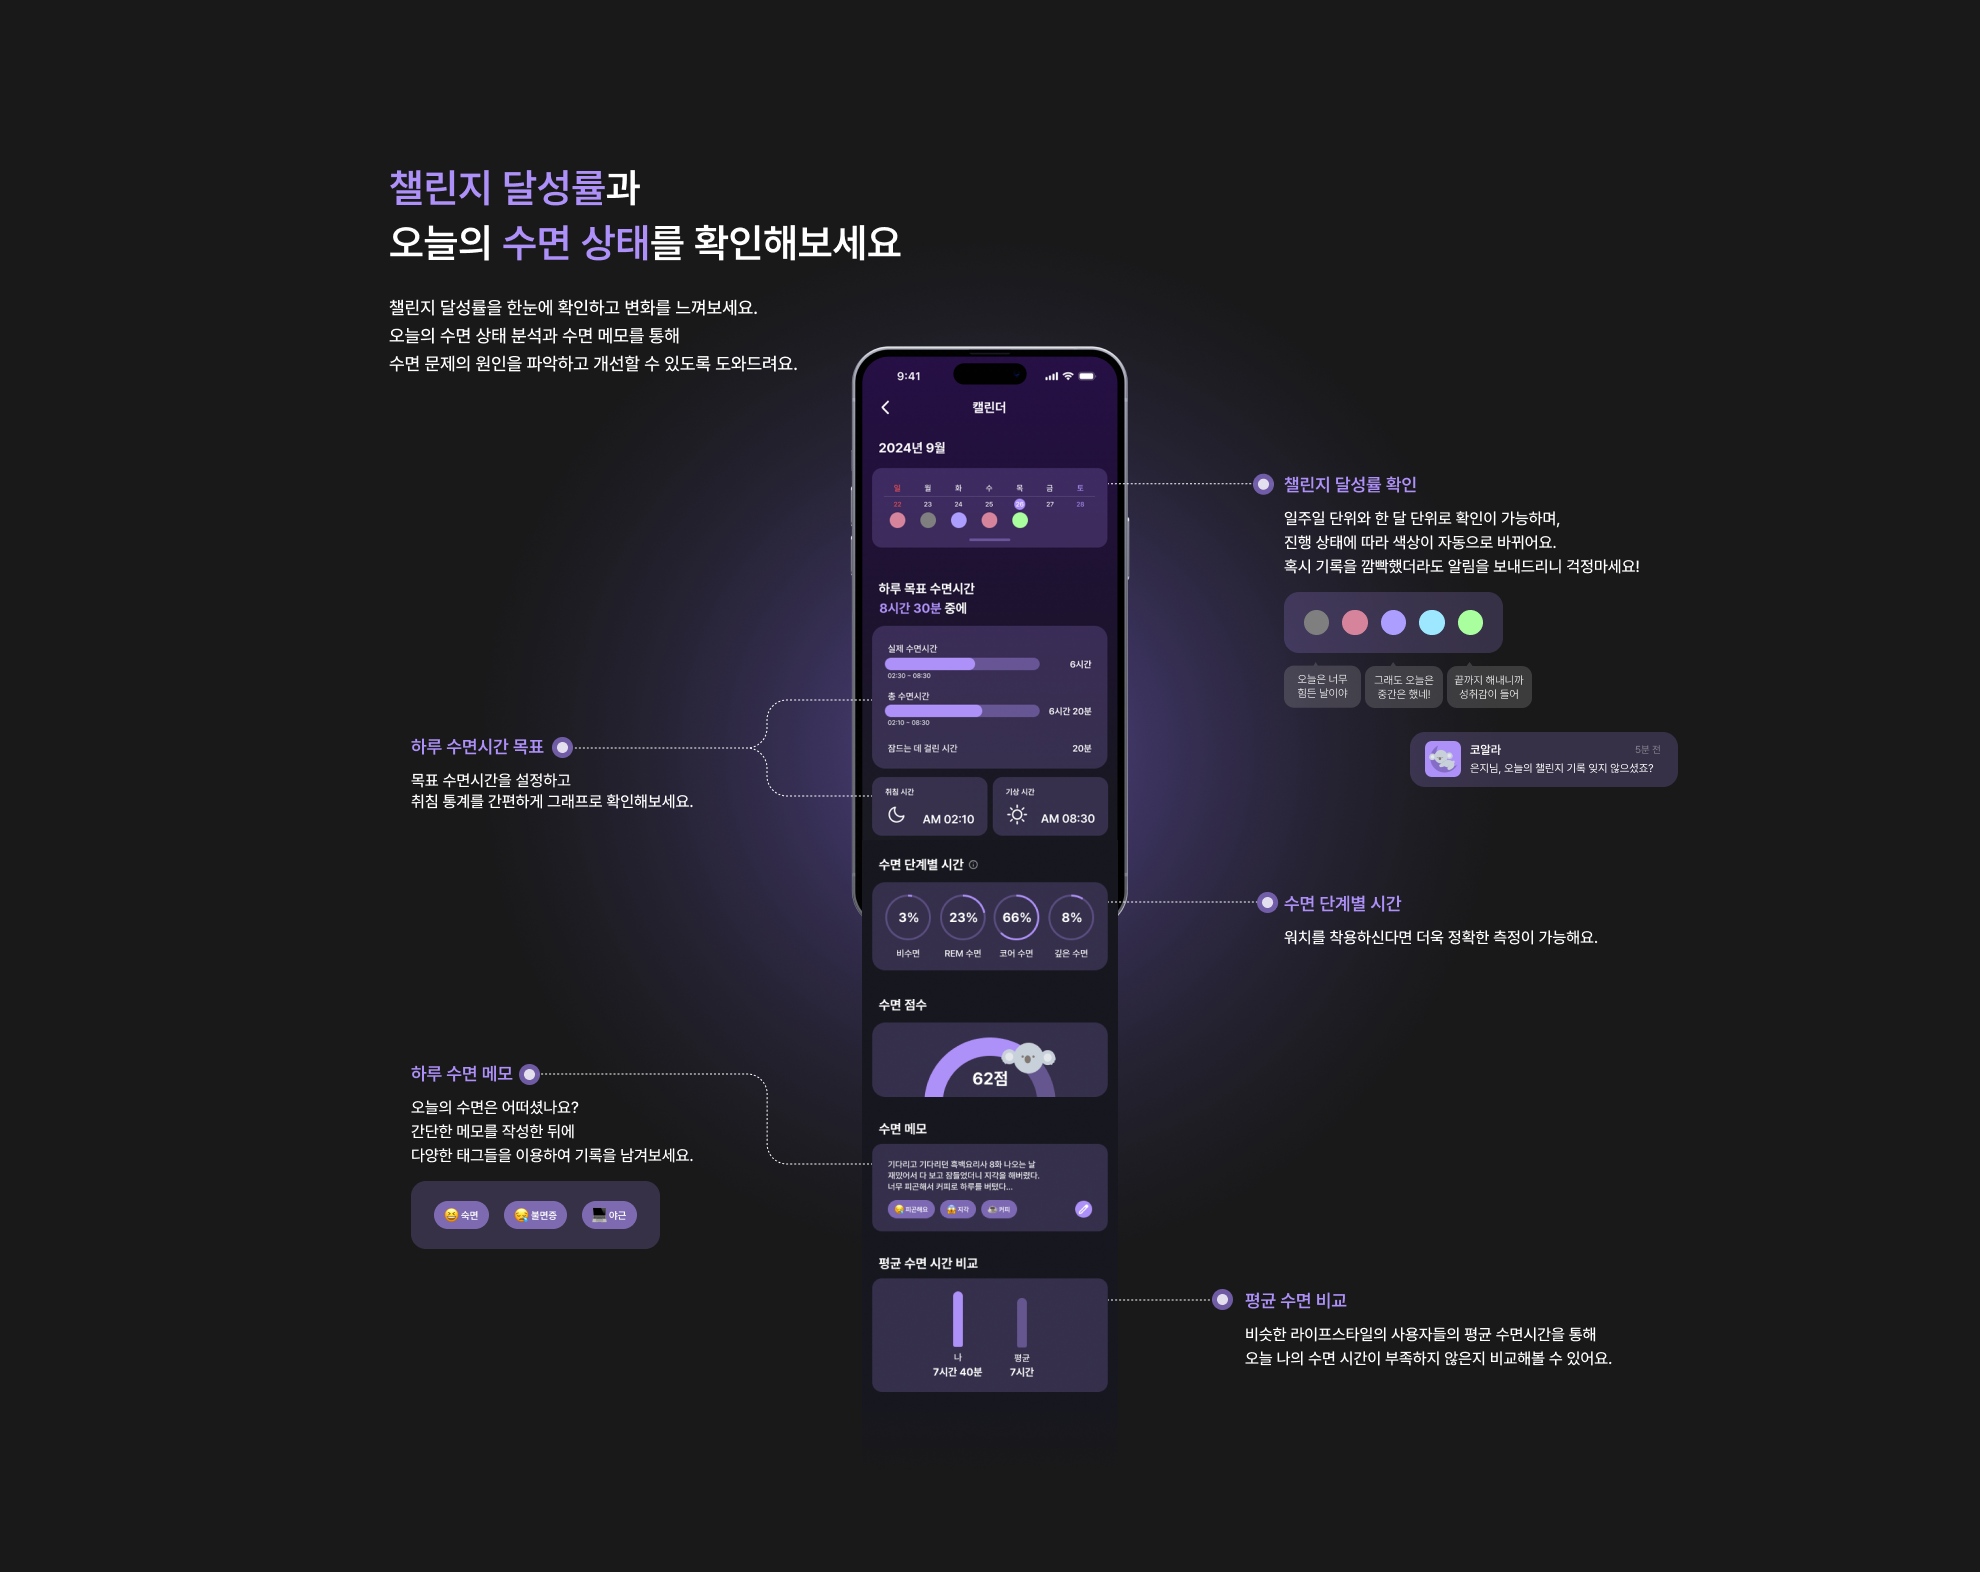 챌린지 달성률과
오늘의 수면 상태를 확인해보세요
챌린지 달성률을 한눈에 확인하고 변화를 느껴보세요.
오늘의 수면 상태 분석과 수면 메모를 통해
수면 문제의 원인을 파악하고 개선할 수 있도록 도와드려요.
9:41
캘린더
2024년 9월
일 월 화 수 목 금 토
22 23 24 25 26 27 28
하루 목표 수면시간
8시간 30분 중에
실제 수면시간
6시간
02:30 - 08:30
총 수면시간
6시간 20분
02:10 - 08:30
잠드는 데 걸린 시간 20분
취침 시간
AM 02:10
기상 시간
AM 08:30
수면 단계별 시간
3% 23% 66% 8%
비수면 REM 수면 코어 수면 깊은 수면
수면 점수
62점
수면 메모
기다리고 기다리던 흑백요리사 8화 나오는 날
재밌어서 다 보고 잠들었더니 지각을 해버렸다.
너무 피곤해서 커피로 하루를 버텼다...
피곤해요 지각 커피
평균 수면 시간 비교
나 평균
7시간 40분 7시간
챌린지 달성률 확인
일주일 단위와 한 달 단위로 확인이 가능하며,
진행 상태에 따라 색상이 자동으로 바뀌어요.
혹시 기록을 깜빡했더라도 알림을 보내드리니 걱정마세요!
오늘은 너무
힘든 날이야
그래도 오늘은
중간은 했네!
끝까지 해내니까
성취감이 들어
코알라 5분 전
은지님, 오늘의 챌린지 기록 잊지 않으셨죠?
하루 수면시간 목표
목표 수면시간을 설정하고
취침 통계를 간편하게 그래프로 확인해보세요.
수면 단계별 시간
워치를 착용하신다면 더욱 정확한 측정이 가능해요.
하루 수면 메모
오늘의 수면은 어떠셨나요?
간단한 메모를 작성한 뒤에
다양한 태그들을 이용하여 기록을 남겨보세요.
숙면 불면증 야근
평균 수면 비교
비슷한 라이프스타일의 사용자들의 평균 수면시간을 통해
오늘 나의 수면 시간이 부족하지 않은지 비교해볼 수 있어요.